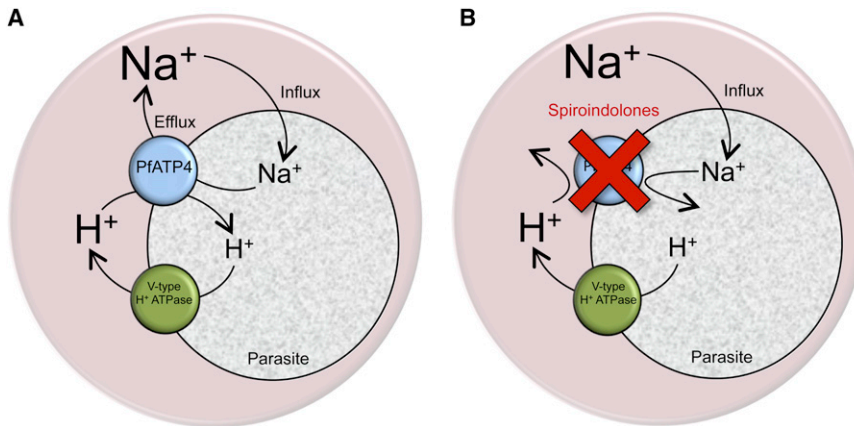 A
Na⁺
Influx
Efflux
PfATP4
Na⁺
H⁺
H⁺
V-type
H⁺ ATPase
Parasite
B
Na⁺
Influx
Spiroindolones
Na⁺
H⁺
H⁺
V-type
H⁺ ATPase
Parasite